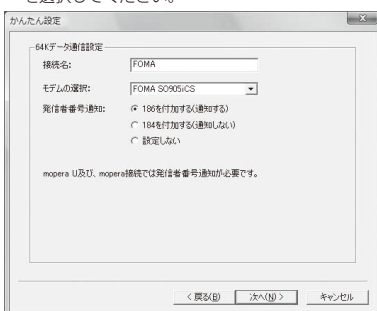 を選択してください。
かんたん設定
64Kデータ通信設定
接続名: FOMA
モデムの選択: FOMA SO905iCS
発信者番号通知: 186を付加する(通知する)
184を付加する(通知しない)
設定しない
mopera U及び、mopera接続では発信者番号通知が必要です。
< 戻る(B) 次へ(N) > キャンセル